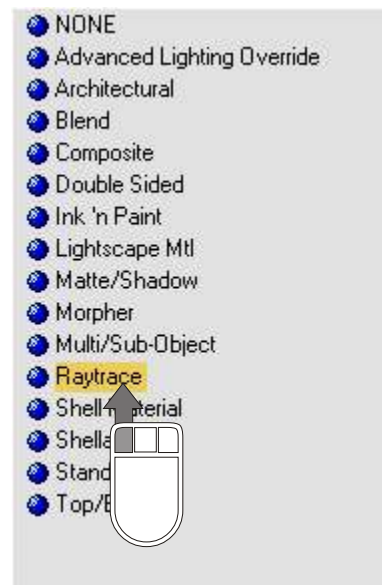 NONE
Advanced Lighting Override
Architectural
Blend
Composite
Double Sided
Ink 'n Paint
Lightscape Mtl
Matte/Shadow
Morpher
Multi/Sub-Object
Raytrace
Shell